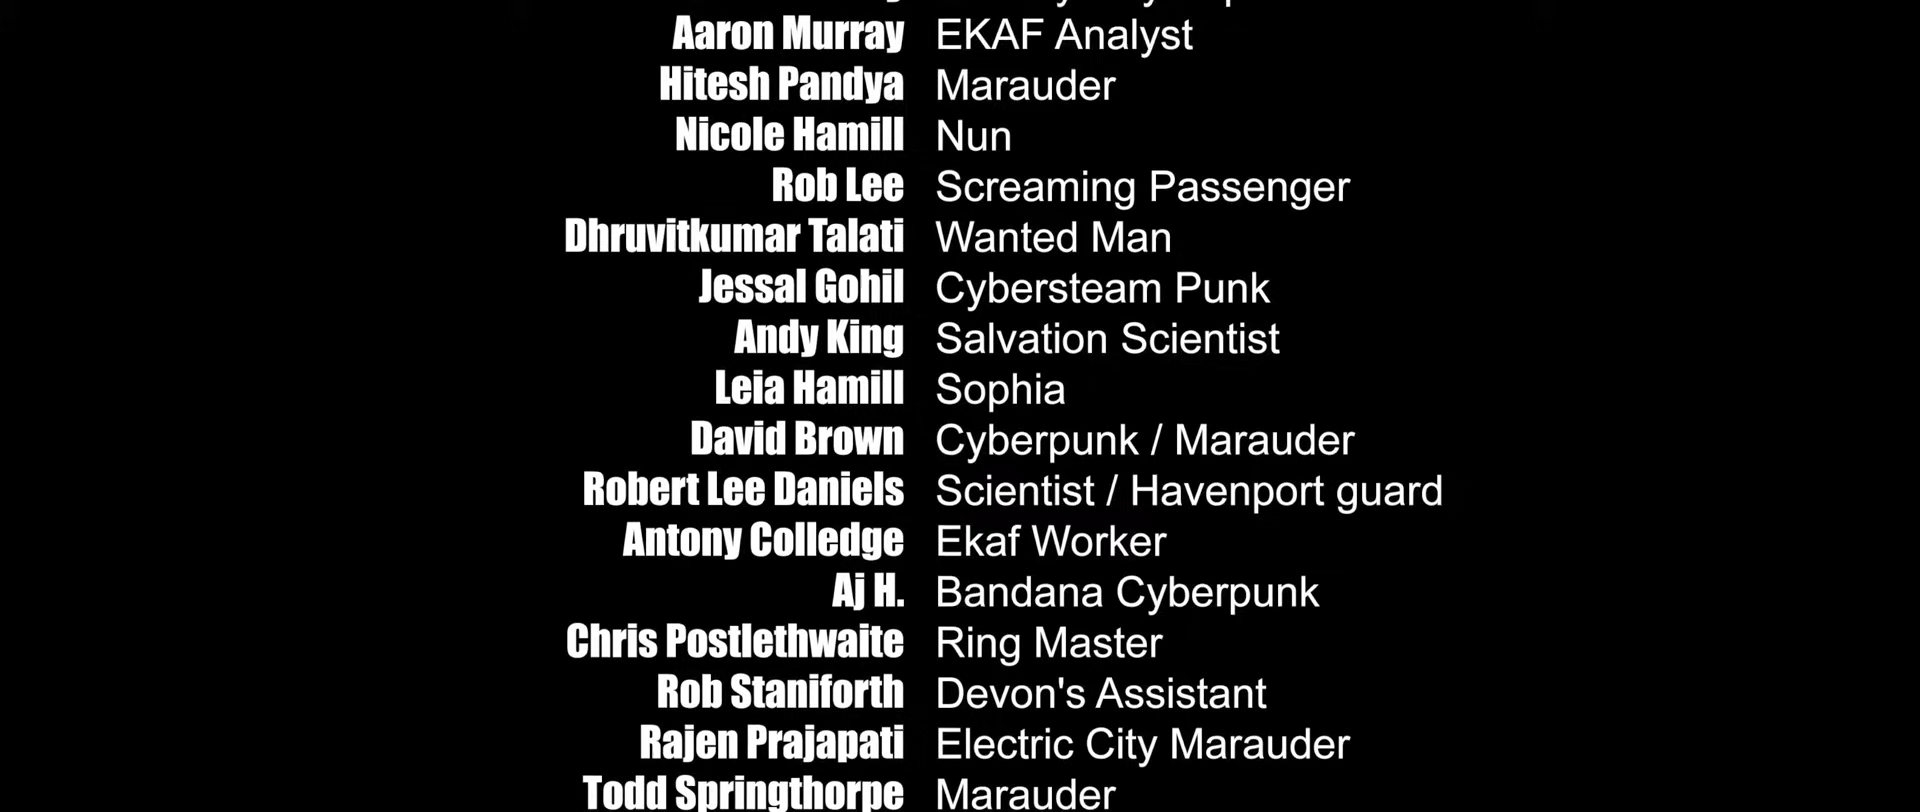 Aaron Murray EKAF Analyst
Hitesh Pandya Marauder
Nicole Hamill Nun
Rob Lee Screaming Passenger
Dhruvitkumar Talati Wanted Man
Jessal Gohil Cybersteam Punk
Andy King Salvation Scientist
Leia Hamill Sophia
David Brown Cyberpunk / Marauder
Robert Lee Daniels Scientist / Havenport guard
Antony Colledge Ekaf Worker
Aj H. Bandana Cyberpunk
Chris Postlethwaite Ring Master
Rob Staniforth Devon's Assistant
Rajen Prajapati Electric City Marauder
Todd Springthorpe Marauder